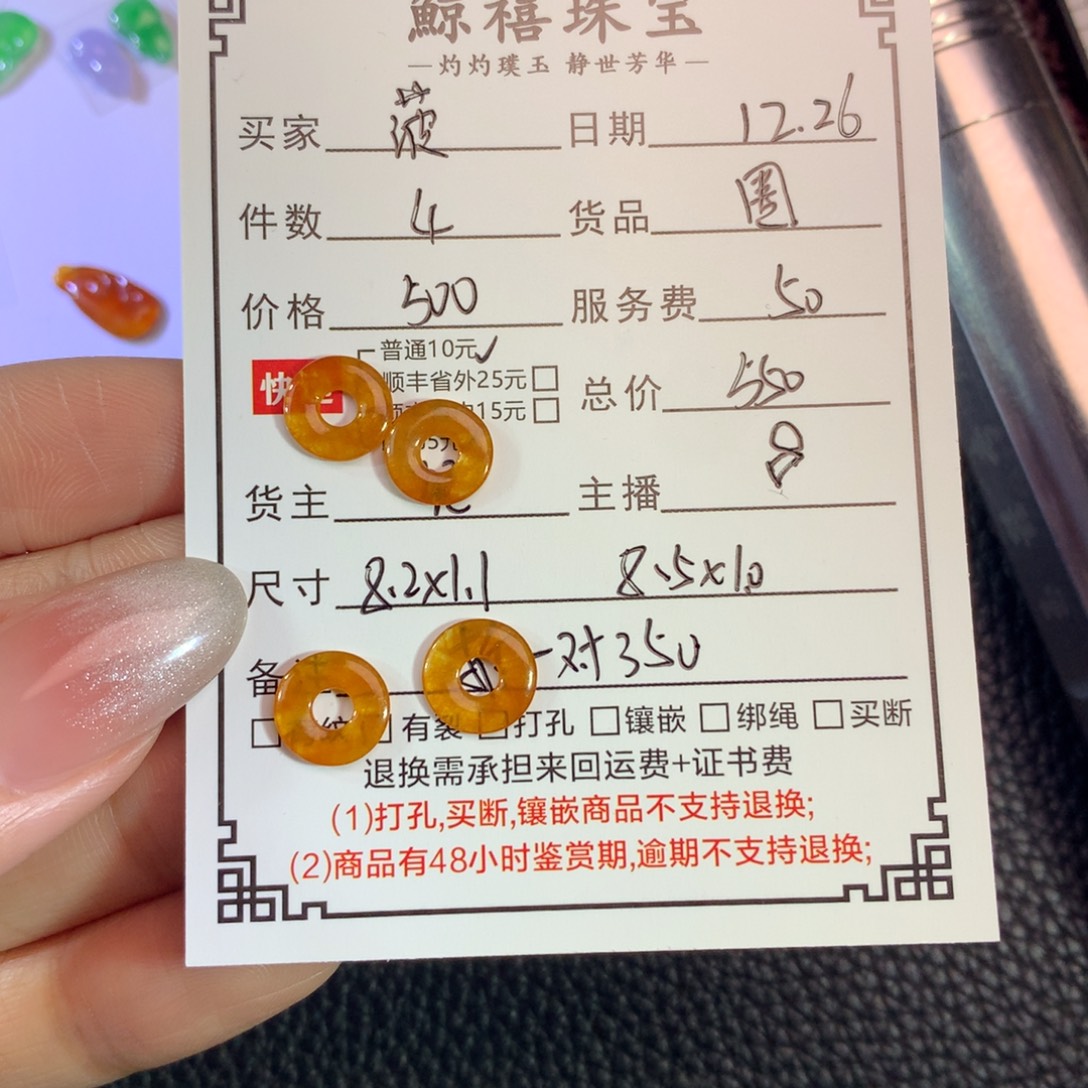 鲸禧珠宝
—灼灼璞玉 静世芳华—
买家 菠 日期 12.26
件数 4 货品 圈
价格 500 服务费 50
快 普通10元✓
顺丰省外25元□ 总价 550
15元□
货主 主播 8
尺寸 8.2x1.1 8.5x1.0
备 一对350
□ □有裂 □打孔 □镶嵌 □绑绳 □买断
退换需承担来回运费+证书费
(1)打孔,买断,镶嵌商品不支持退换;
(2)商品有48小时鉴赏期,逾期不支持退换;